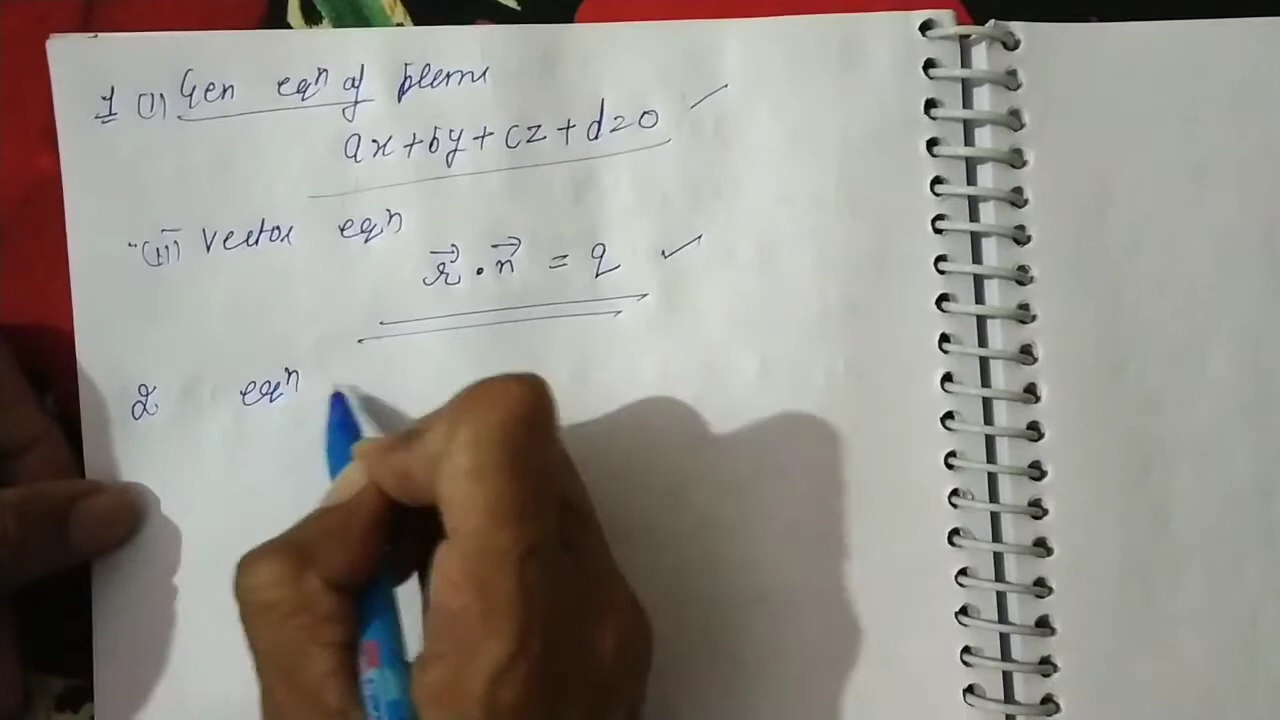 1 (i) Gen eqⁿ of plane
ax+by+cz+d=0
(ii) vector eqⁿ
r⃗ . n⃗ = q
2 eqⁿ